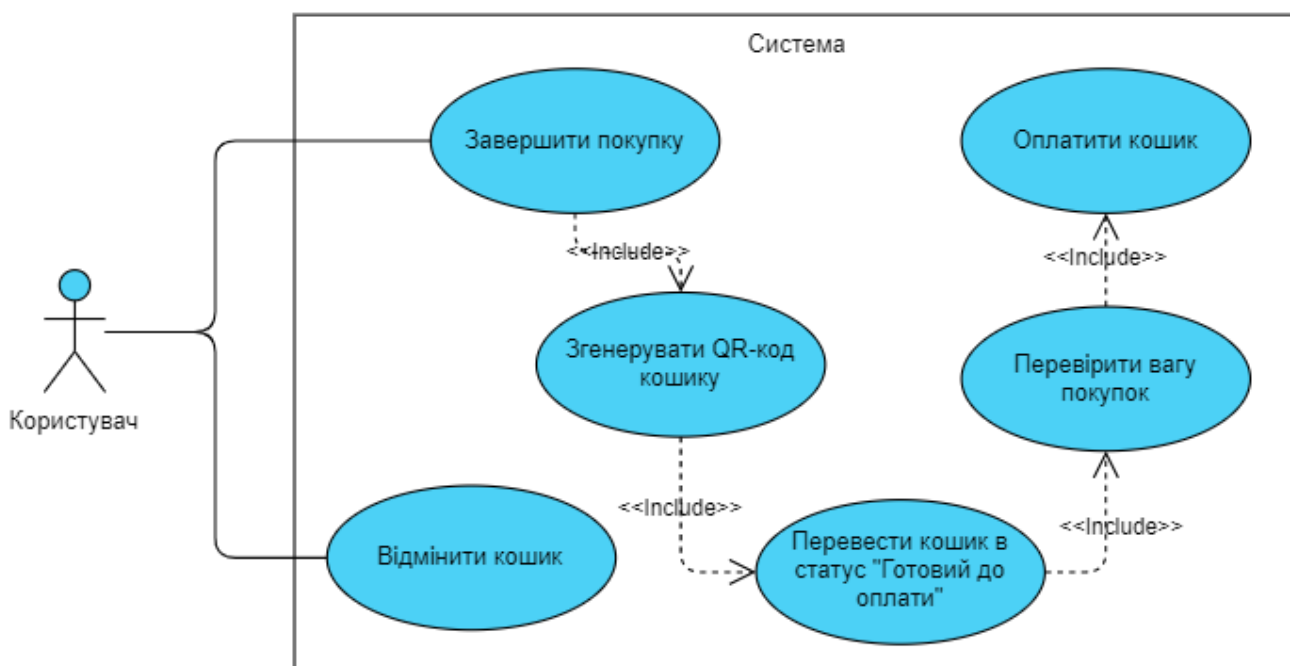 Система
Завершити покупку
Оплатити кошик
<<Include>>
<<Include>>
Згенерувати QR-код
кошику
Перевірити вагу
покупок
Користувач
<<Include>>
<<Include>>
Відмінити кошик
Перевести кошик в
статус "Готовий до
оплати"